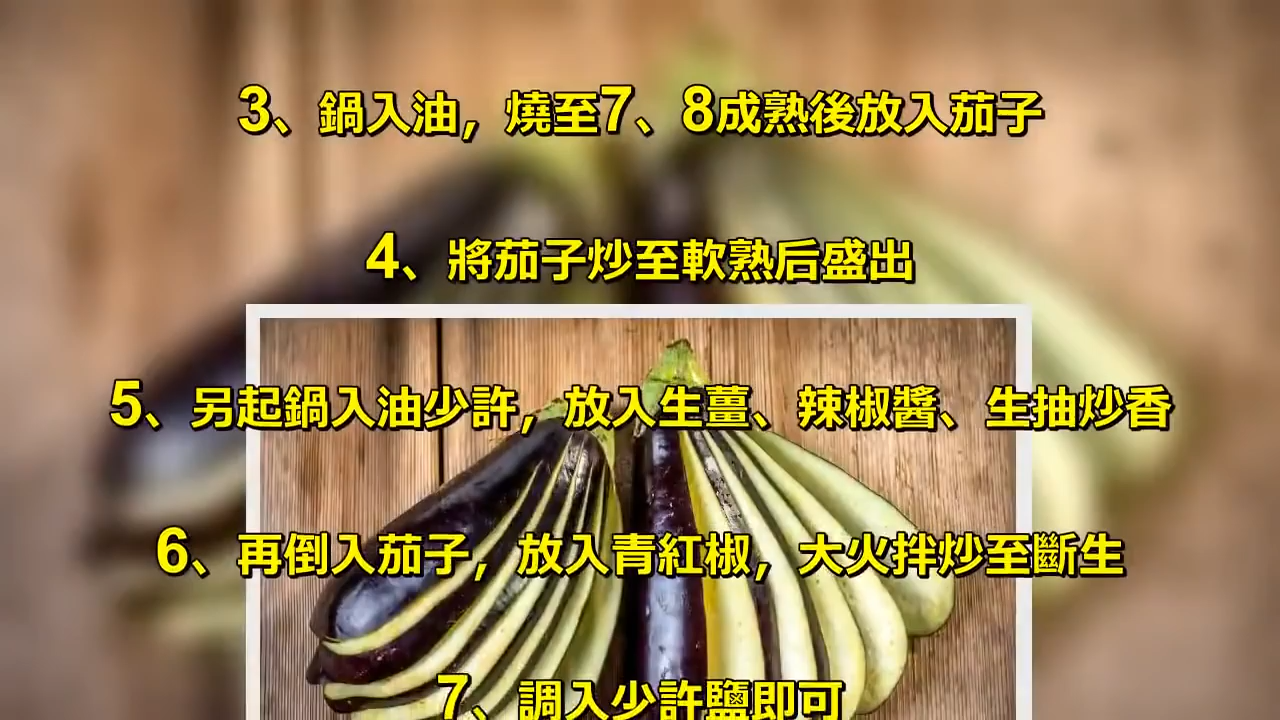 3、鍋入油，燒至7、8成熟後放入茄子
4、將茄子炒至軟熟后盛出
5、另起鍋入油少許，放入生薑、辣椒醬、生抽炒香
6、再倒入茄子，放入青紅椒，大火拌炒至斷生
7、調入少許鹽即可